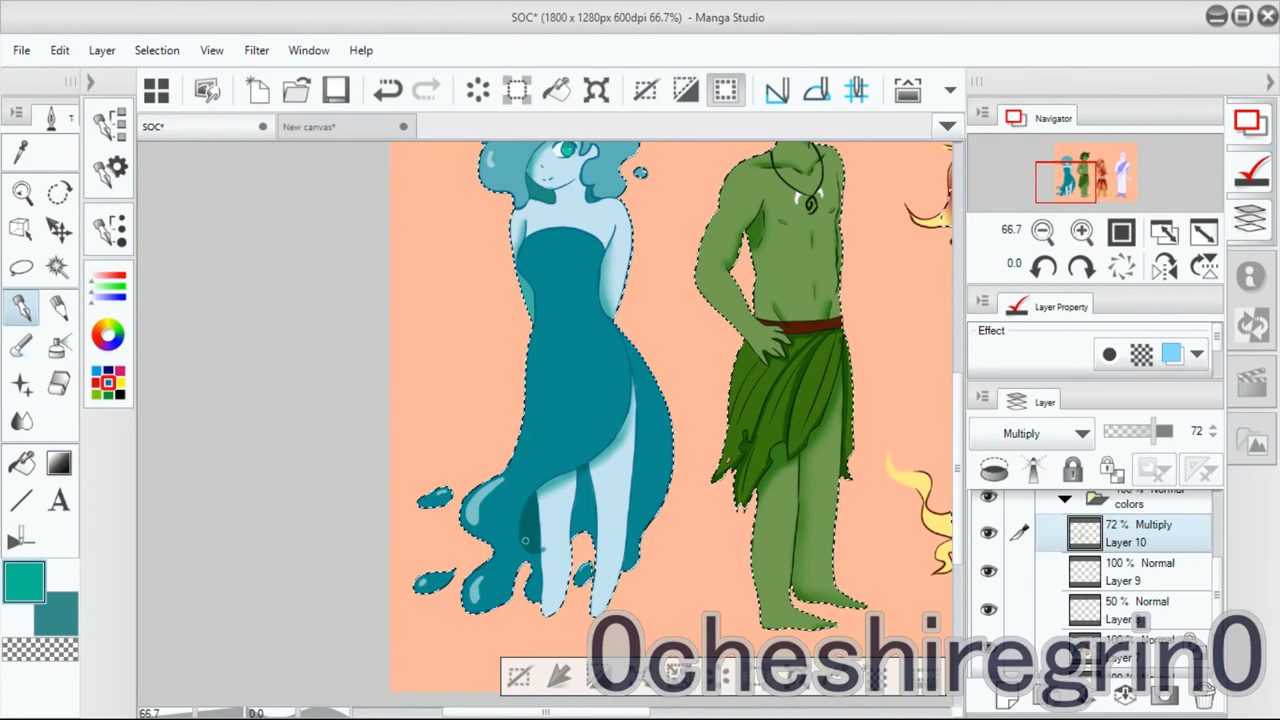 SOC* (1800 x 1280px 600dpi 66.7%) - Manga Studio
File Edit Layer Selection View Filter Window Help
SOC* New canvas*
T
Navigator
66.7
0.0
Layer Property
Effect
Layer
Multiply 72
100 % Normal
colors
72 % Multiply
Layer 10
100 % Normal
Layer 9
50 % Normal
A
66.7 0.0
0cheshiregrin0